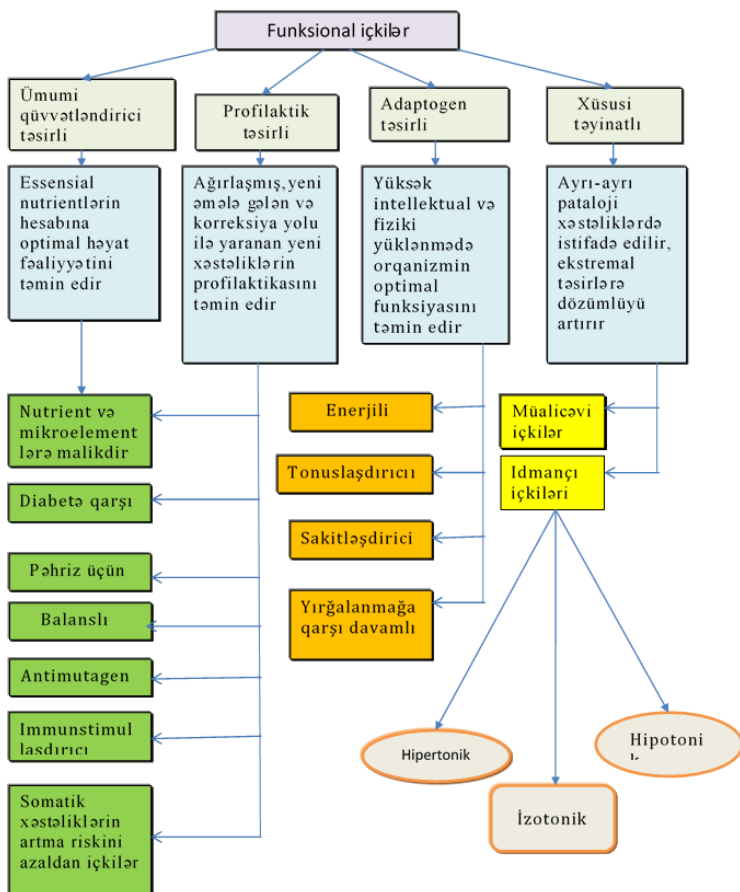 Funksional içkilər
Ümumi
qüvvətləndirici
təsirli
Profilaktik
təsirli
Adaptogen
təsirli
Xüsusi
təyinatlı
Essensial
nutrientlərin
hesabına
optimal həyat
fəaliyyətini
təmin edir
Ağırlaşmış, yeni
əmələ gələn və
korreksiya yolu
ilə yaranan yeni
xəstəliklərin
profilaktikasını
təmin edir
Yüksək
intellektual və
fiziki
yüklənmədə
orqanizmin
optimal
funksiyasını
təmin edir
Ayrı-ayrı
pataloji
xəstəliklərdə
istifadə edilir,
ekstremal
təsirlərə
dözümlüyü
artırır
Nutrient və
mikroelement
lərə malikdir
Diabetə qarşı
Pəhriz üçün
Balanslı
Antimutagen
Immunstimul
laşdırıcı
Somatik
xəstəliklərin
artma riskini
azaldan içkilər
Enerjili
Tonuslaşdırıcıı
Sakitləşdirici
Yırğalanmağa
qarşı davamlı
Müalicəvi
içkilər
Idmançı
içkiləri
Hipertonik
İzotonik
Hipotoni